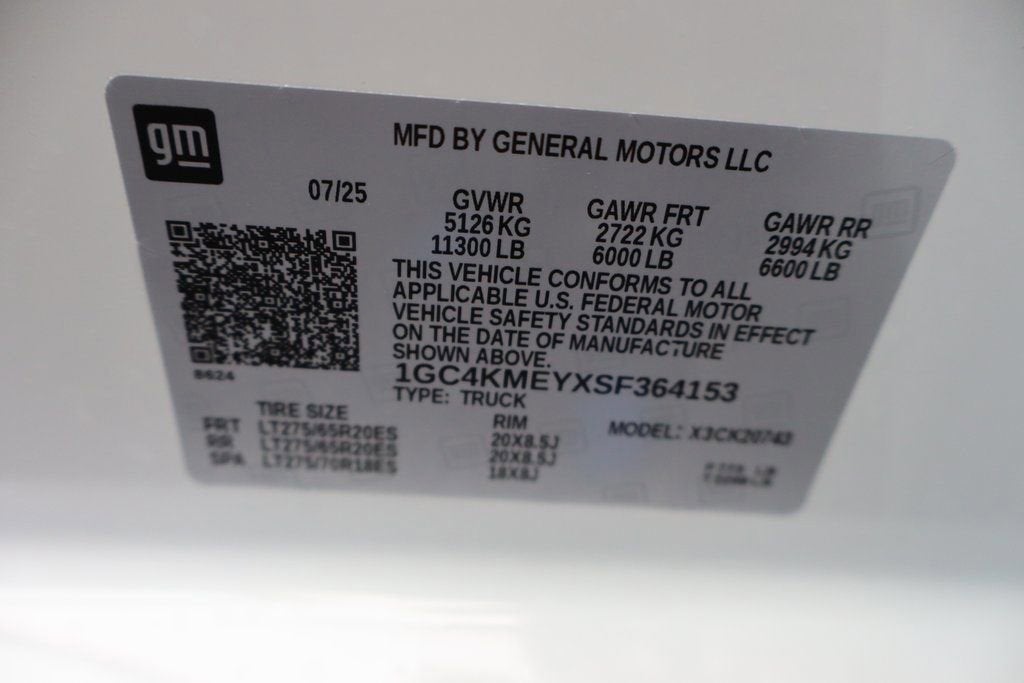 gm
MFD BY GENERAL MOTORS LLC
07/25
GVWR GAWR FRT GAWR RR
5126 KG 2722 KG 2994 KG
11300 LB 6000 LB 6600 LB
THIS VEHICLE CONFORMS TO ALL
APPLICABLE U.S. FEDERAL MOTOR
VEHICLE SAFETY STANDARDS IN EFFECT
ON THE DATE OF MANUFACTURE
SHOWN ABOVE.
8624
1GC4KMEYXSF364153
TYPE: TRUCK
TIRE SIZE RIM
FRT LT275/65R20ES 20X8.5J MODEL: X3CK20743
RR LT275/65R20ES 20X8.5J
SPA LT275/70R18ES 18X8J